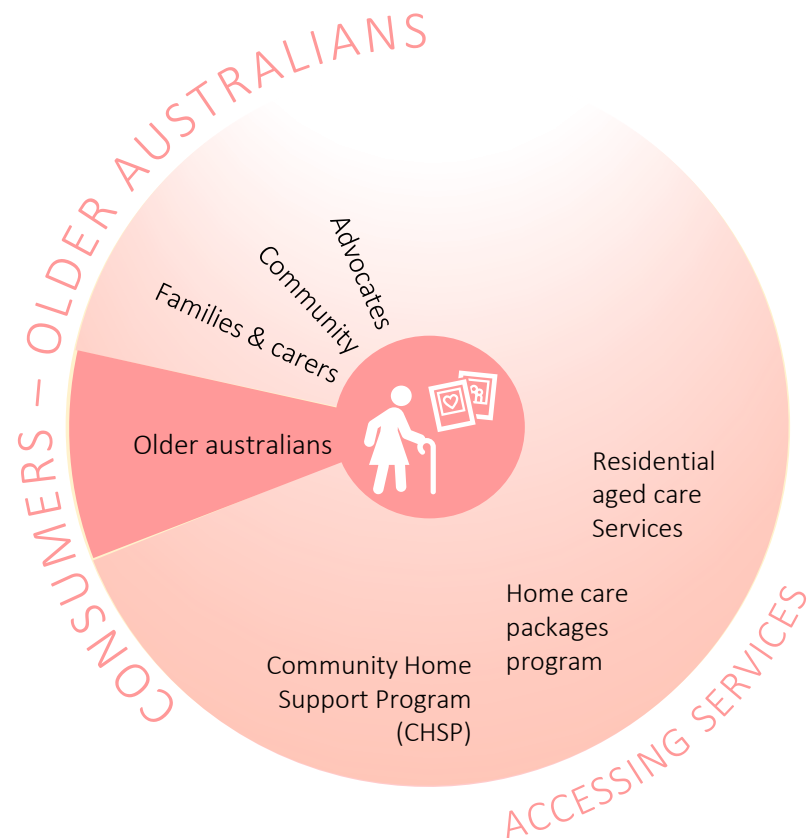 CONSUMERS – OLDER AUSTRALIANS
Advocates
Community
Families & carers
Older australians
Residential
aged care
Services
Home care
packages
program
Community Home
Support Program
(CHSP)
ACCESSING SERVICES